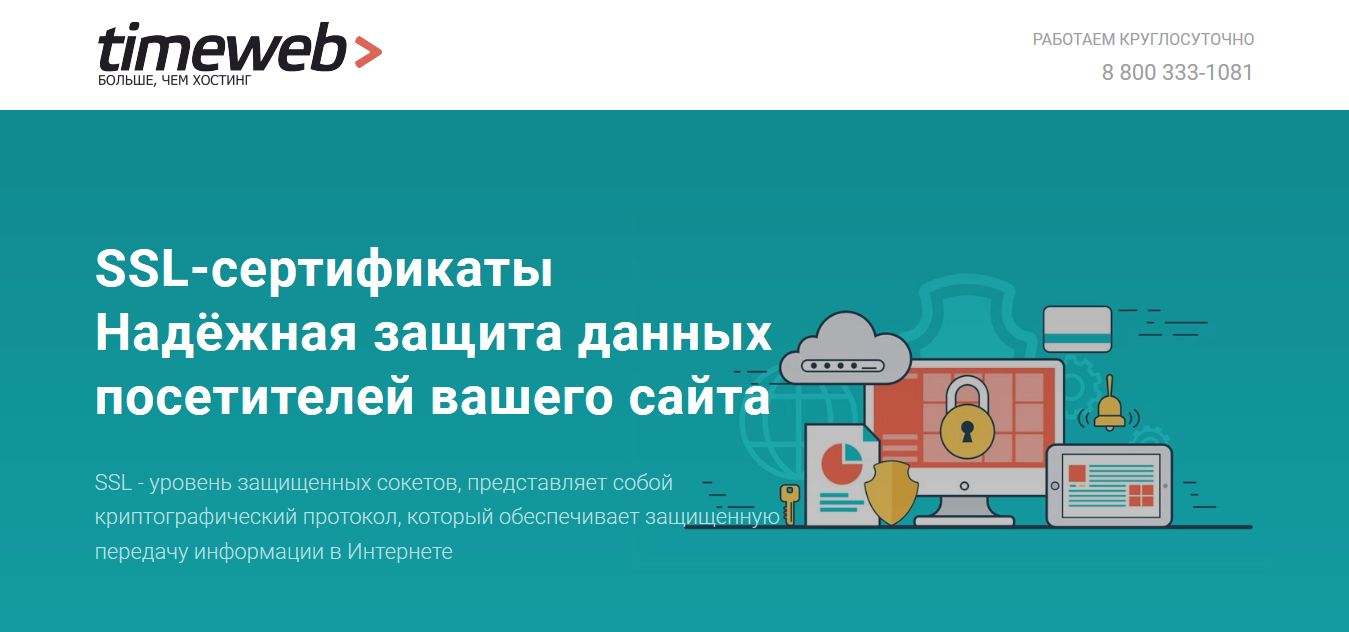 timeweb
БОЛЬШЕ, ЧЕМ ХОСТИНГ
РАБОТАЕМ КРУГЛОСУТОЧНО
8 800 333-1081
SSL-сертификаты
Надёжная защита данных
посетителей вашего сайта
SSL - уровень защищенных сокетов, представляет собой
криптографический протокол, который обеспечивает защищенную
передачу информации в Интернете